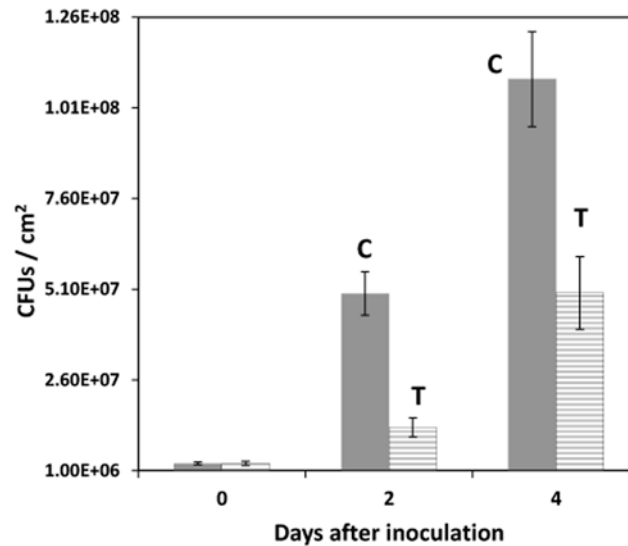 1.26E+08
C
1.01E+08
7.60E+07
T
C
5.10E+07
2.60E+07
T
1.00E+06
0 2 4
CFUs / cm²
Days after inoculation